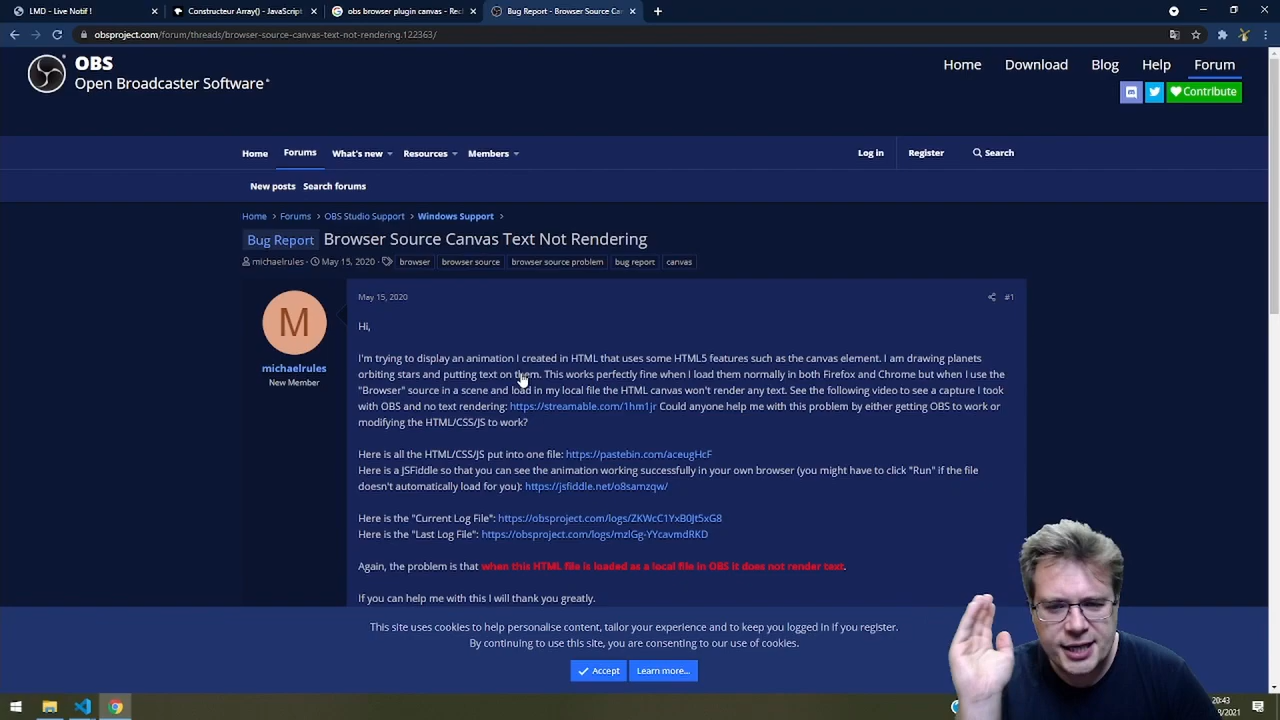 LMD - Live Notif !
Constructeur Array() - JavaScript
obs browser plugin canvas - Rec
Bug Report - Browser Source Can
obsproject.com/forum/threads/browser-source-canvas-text-not-rendering.122363/
OBS
Open Broadcaster Software
Home
Download
Blog
Help
Forum
Contribute
Home
Forums
What's new
Resources
Members
Log in
Register
Search
New posts
Search forums
Home
Forums
OBS Studio Support
Windows Support
Bug Report
Browser Source Canvas Text Not Rendering
michaelrules
May 15, 2020
browser
browser source
browser source problem
bug report
canvas
M
michaelrules
New Member
May 15, 2020
#1
Hi,
I'm trying to display an animation I created in HTML that uses some HTML5 features such as the canvas element. I am drawing planets
orbiting stars and putting text on them. This works perfectly fine when I load them normally in both Firefox and Chrome but when I use the
"Browser" source in a scene and load in my local file the HTML canvas won't render any text. See the following video to see a capture I took
with OBS and no text rendering: https://streamable.com/1hm1jr Could anyone help me with this problem by either getting OBS to work or
modifying the HTML/CSS/JS to work?
Here is all the HTML/CSS/JS put into one file: https://pastebin.com/aceugHcF
Here is a JSFiddle so that you can see the animation working successfully in your own browser (you might have to click "Run" if the file
doesn't automatically load for you): https://jsfiddle.net/o8samzqw/
Here is the "Current Log File": https://obsproject.com/logs/ZKWcC1YxB0Jt5xG8
Here is the "Last Log File": https://obsproject.com/logs/mzlGg-YYcavmdRKD
Again, the problem is that when this HTML file is loaded as a local file in OBS it does not render text.
If you can help me with this I will thank you greatly.
This site uses cookies to help personalise content, tailor your experience and to keep you logged in if you register.
By continuing to use this site, you are consenting to our use of cookies.
Accept
Learn more...
20:43
9/2021